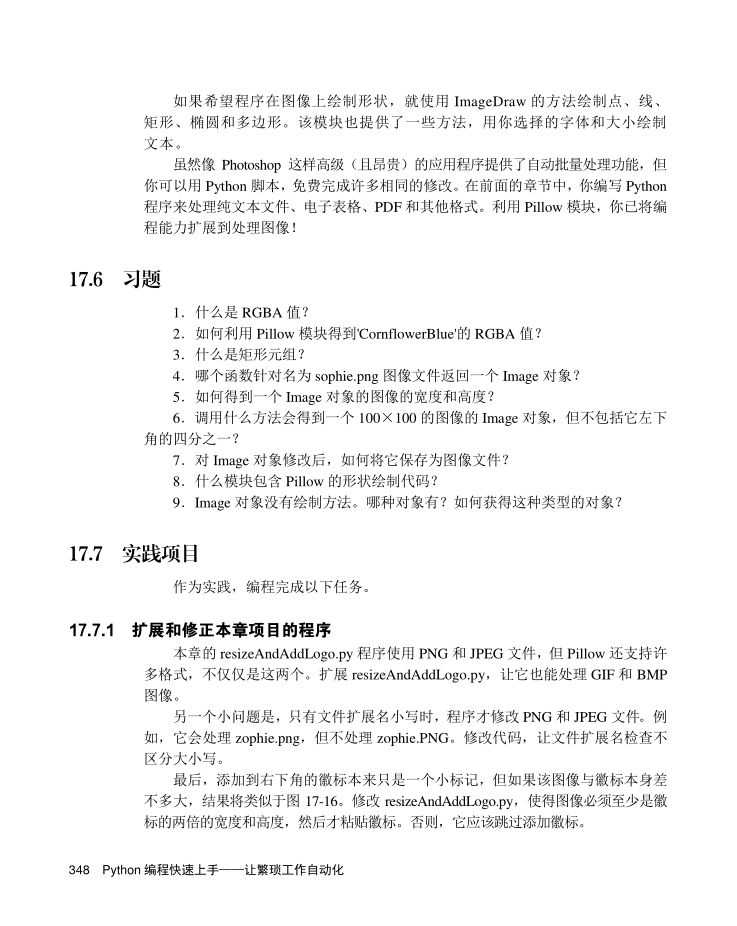 如果希望程序在图像上绘制形状，就使用 ImageDraw 的方法绘制点、线、
矩形、椭圆和多边形。该模块也提供了一些方法，用你选择的字体和大小绘制
文本。
虽然像 Photoshop 这样高级（且昂贵）的应用程序提供了自动批量处理功能，但
你可以用 Python 脚本，免费完成许多相同的修改。在前面的章节中，你编写 Python
程序来处理纯文本文件、电子表格、PDF 和其他格式。利用 Pillow 模块，你已将编
程能力扩展到处理图像！
17.6 习题
1．什么是 RGBA 值？
2．如何利用 Pillow 模块得到'CornflowerBlue'的 RGBA 值？
3．什么是矩形元组？
4．哪个函数针对名为 sophie.png 图像文件返回一个 Image 对象？
5．如何得到一个 Image 对象的图像的宽度和高度？
6．调用什么方法会得到一个 100×100 的图像的 Image 对象，但不包括它左下
角的四分之一？
7．对 Image 对象修改后，如何将它保存为图像文件？
8．什么模块包含 Pillow 的形状绘制代码？
9．Image 对象没有绘制方法。哪种对象有？如何获得这种类型的对象？
17.7 实践项目
作为实践，编程完成以下任务。
17.7.1 扩展和修正本章项目的程序
本章的 resizeAndAddLogo.py 程序使用 PNG 和 JPEG 文件，但 Pillow 还支持许
多格式，不仅仅是这两个。扩展 resizeAndAddLogo.py，让它也能处理 GIF 和 BMP
图像。
另一个小问题是，只有文件扩展名小写时，程序才修改 PNG 和 JPEG 文件。例
如，它会处理 zophie.png，但不处理 zophie.PNG。修改代码，让文件扩展名检查不
区分大小写。
最后，添加到右下角的徽标本来只是一个小标记，但如果该图像与徽标本身差
不多大，结果将类似于图 17-16。修改 resizeAndAddLogo.py，使得图像必须至少是徽
标的两倍的宽度和高度，然后才粘贴徽标。否则，它应该跳过添加徽标。
348 Python 编程快速上手——让繁琐工作自动化